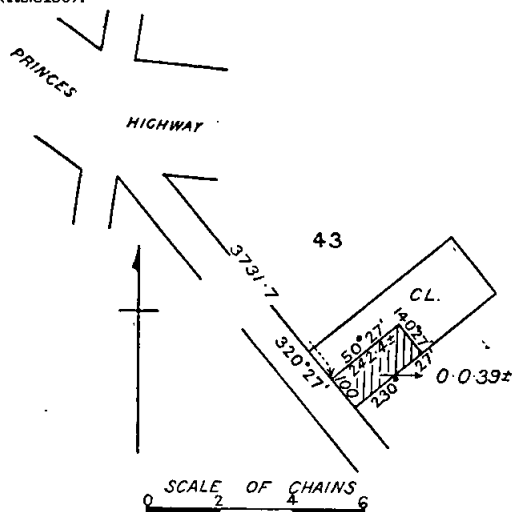 PRINCES
HIGHWAY
43
3731·7
CL.
320°27'
50°27'
242·4±
140°27'
100
230° 27'
0·0·39±
SCALE OF CHAINS
0 2 4 6